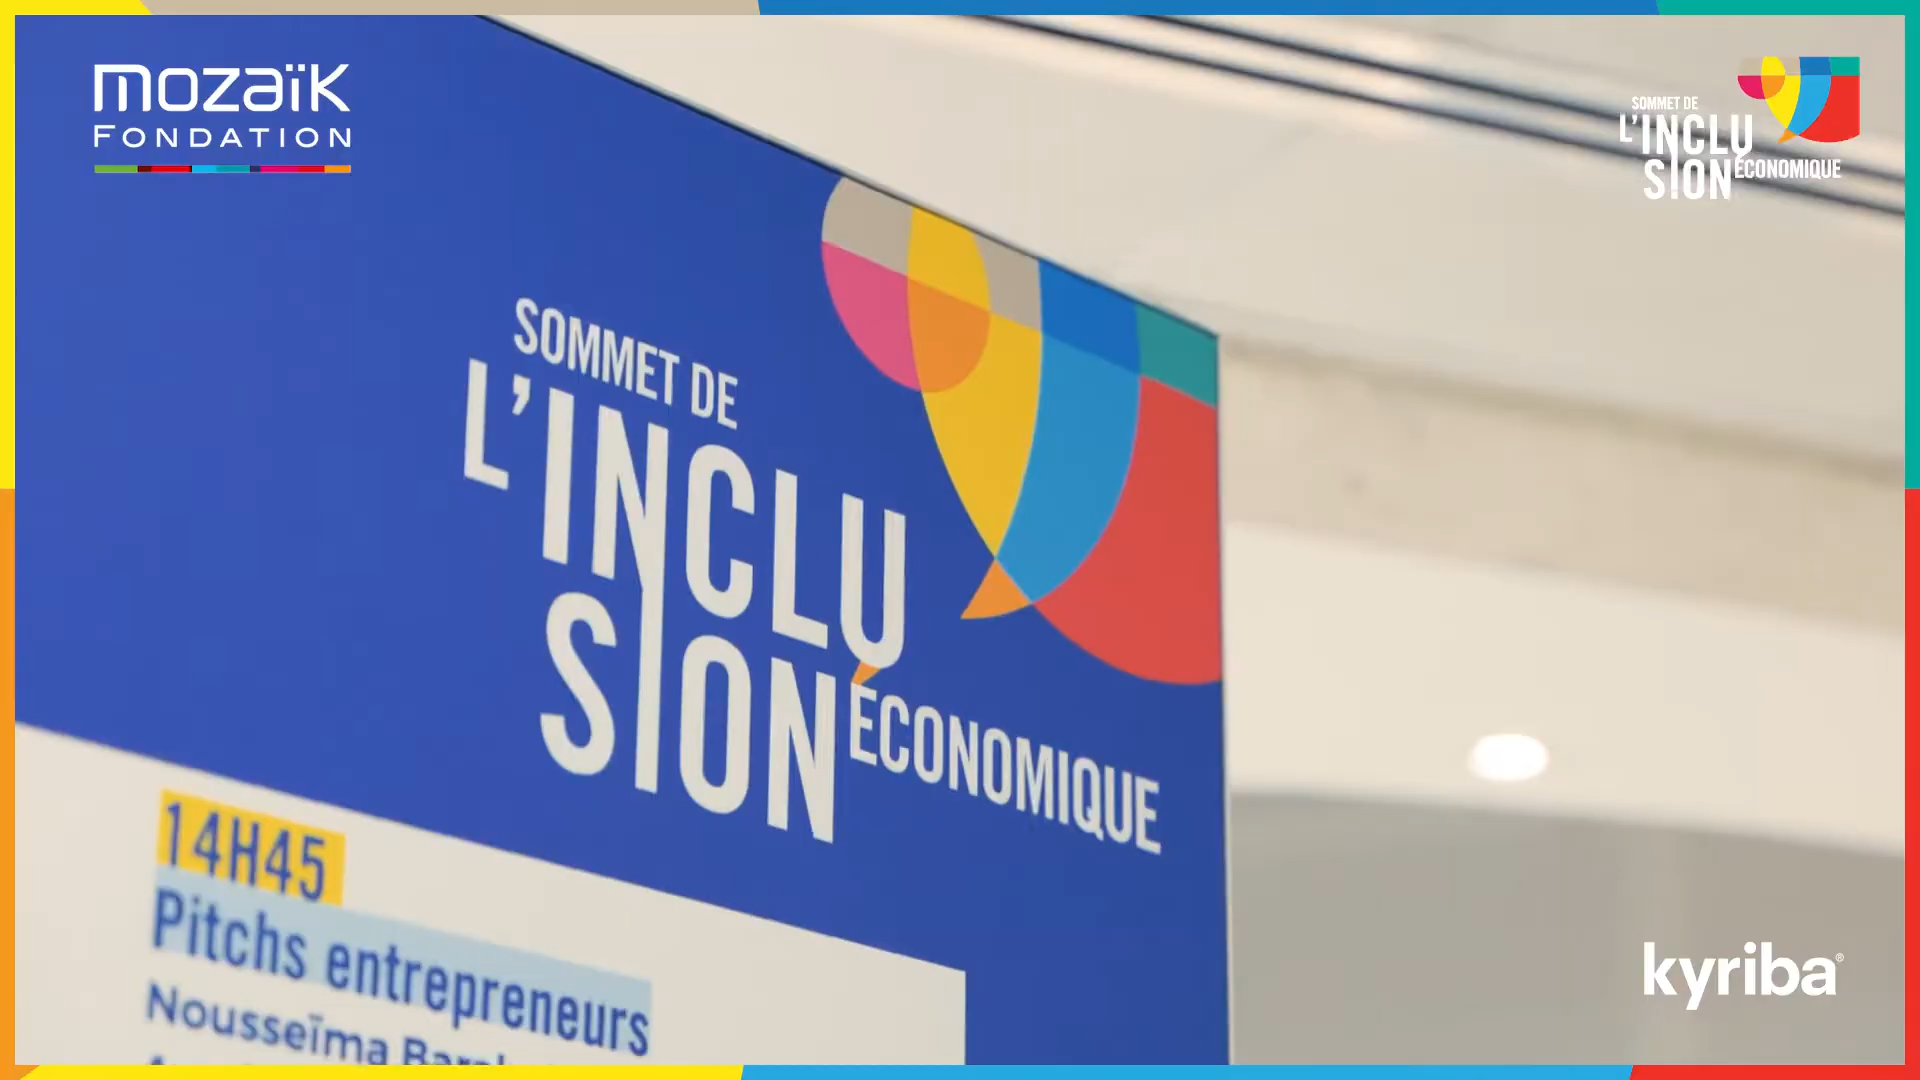 mozaïk
FONDATION
SOMMET DE
L'INCLU
SION ÉCONOMIQUE
SOMMET DE
L'INCLU
SION ÉCONOMIQUE
14H45
Pitchs entrepreneurs
Nousseïma
kyriba®